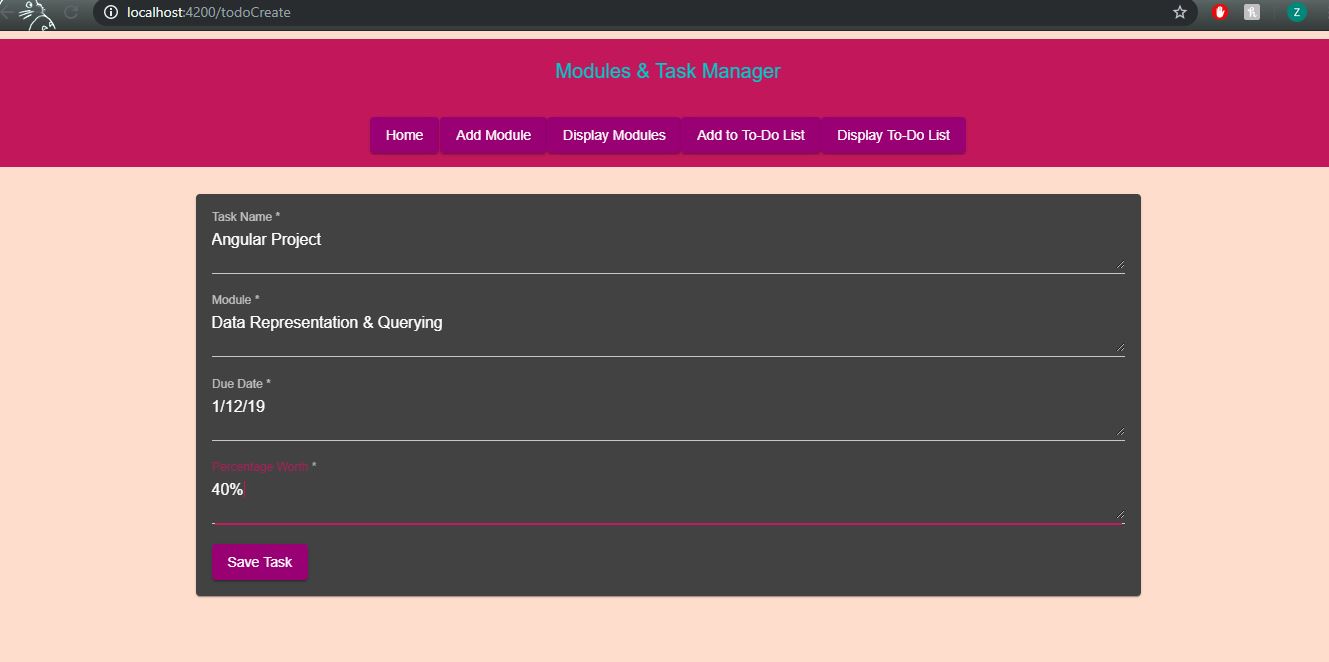 localhost:4200/todoCreate
Z
Modules & Task Manager
Home Add Module Display Modules Add to To-Do List Display To-Do List
Task Name *
Angular Project
Module *
Data Representation & Querying
Due Date *
1/12/19
Percentage Worth *
40%
Save Task